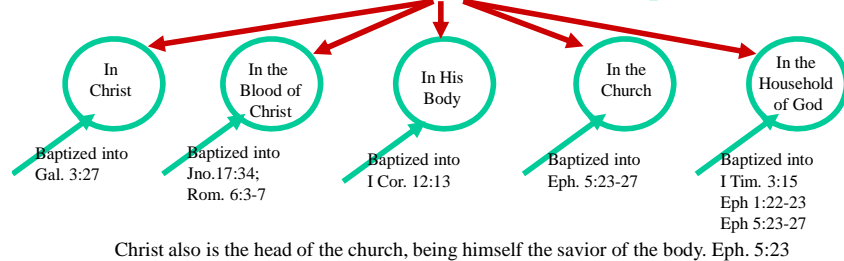 In
Christ
In the
Blood of
Christ
In His
Body
In the
Church
In the
Household
of God
Baptized into
Gal. 3:27
Baptized into
Jno.17:34;
Rom. 6:3-7
Baptized into
I Cor. 12:13
Baptized into
Eph. 5:23-27
Baptized into
I Tim. 3:15
Eph 1:22-23
Eph 5:23-27
Christ also is the head of the church, being himself the savior of the body. Eph. 5:23